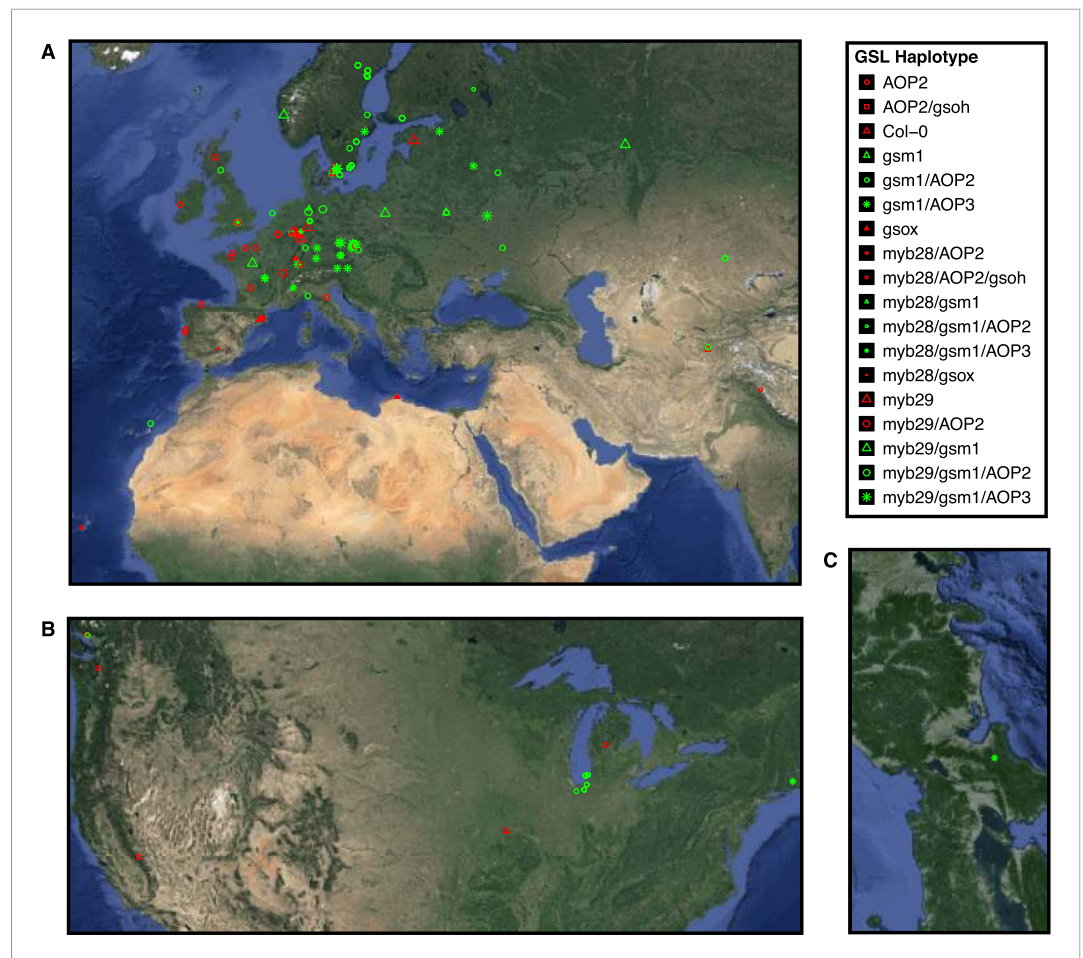 A
GSL Haplotype
AOP2
AOP2/gsoh
Col−0
gsm1
gsm1/AOP2
gsm1/AOP3
gsox
myb28/AOP2
myb28/AOP2/gsoh
myb28/gsm1
myb28/gsm1/AOP2
myb28/gsm1/AOP3
myb28/gsox
myb29
myb29/AOP2
myb29/gsm1
myb29/gsm1/AOP2
myb29/gsm1/AOP3
B
C